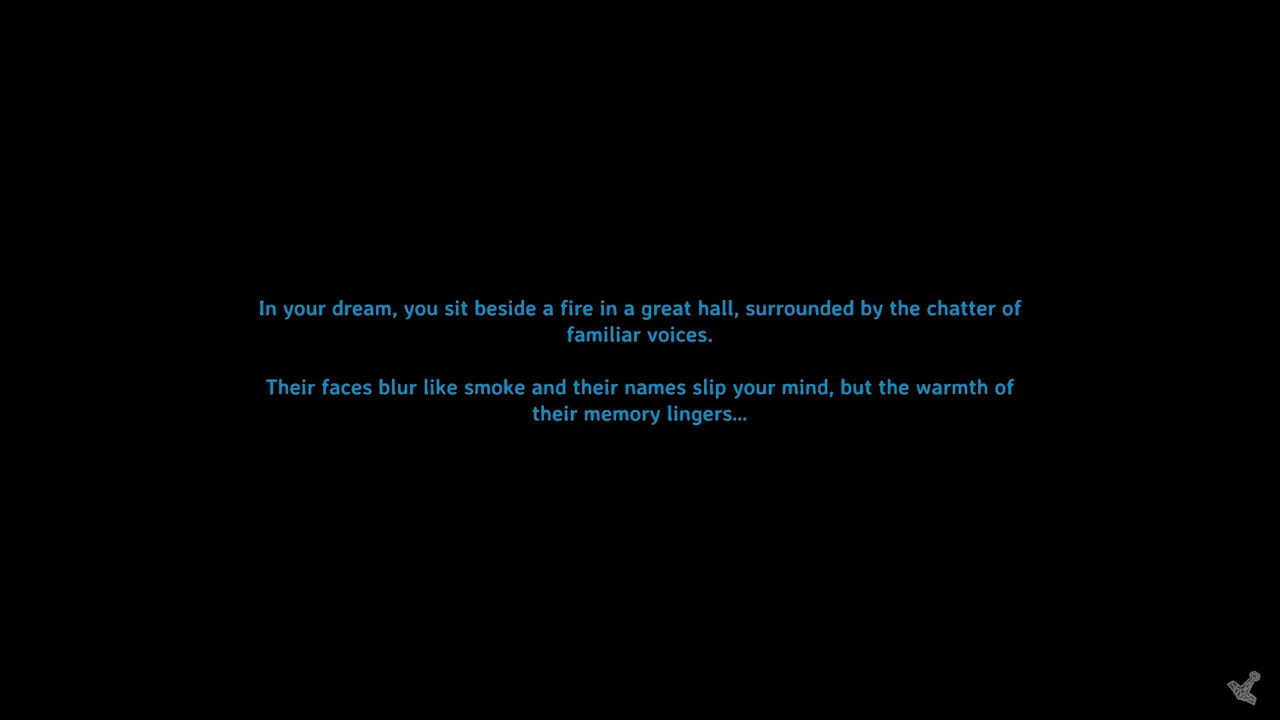 In your dream, you sit beside a fire in a great hall, surrounded by the chatter of
familiar voices.
Their faces blur like smoke and their names slip your mind, but the warmth of
their memory lingers...